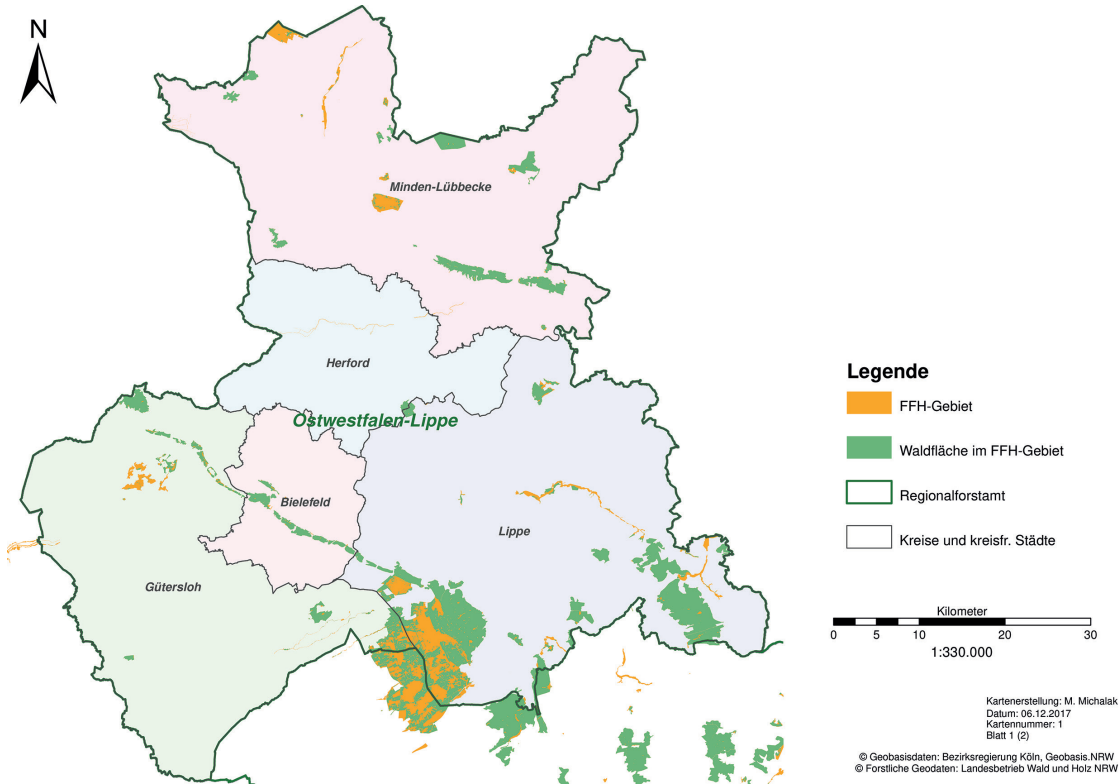 N
Minden-Lübbecke
Herford
Ostwestfalen-Lippe
Bielefeld
Lippe
Gütersloh
Legende
FFH-Gebiet
Waldfläche im FFH-Gebiet
Regionalforstamt
Kreise und kreisfr. Städte
Kilometer
0 5 10 20 30
1:330.000
Kartenerstellung: M. Michalak
Datum: 06.12.2017
Kartennummer: 1
Blatt 1 (2)
© Geobasisdaten: Bezirksregierung Köln, Geobasis.NRW
© Forstliche Geodaten: Landesbetrieb Wald und Holz NRW